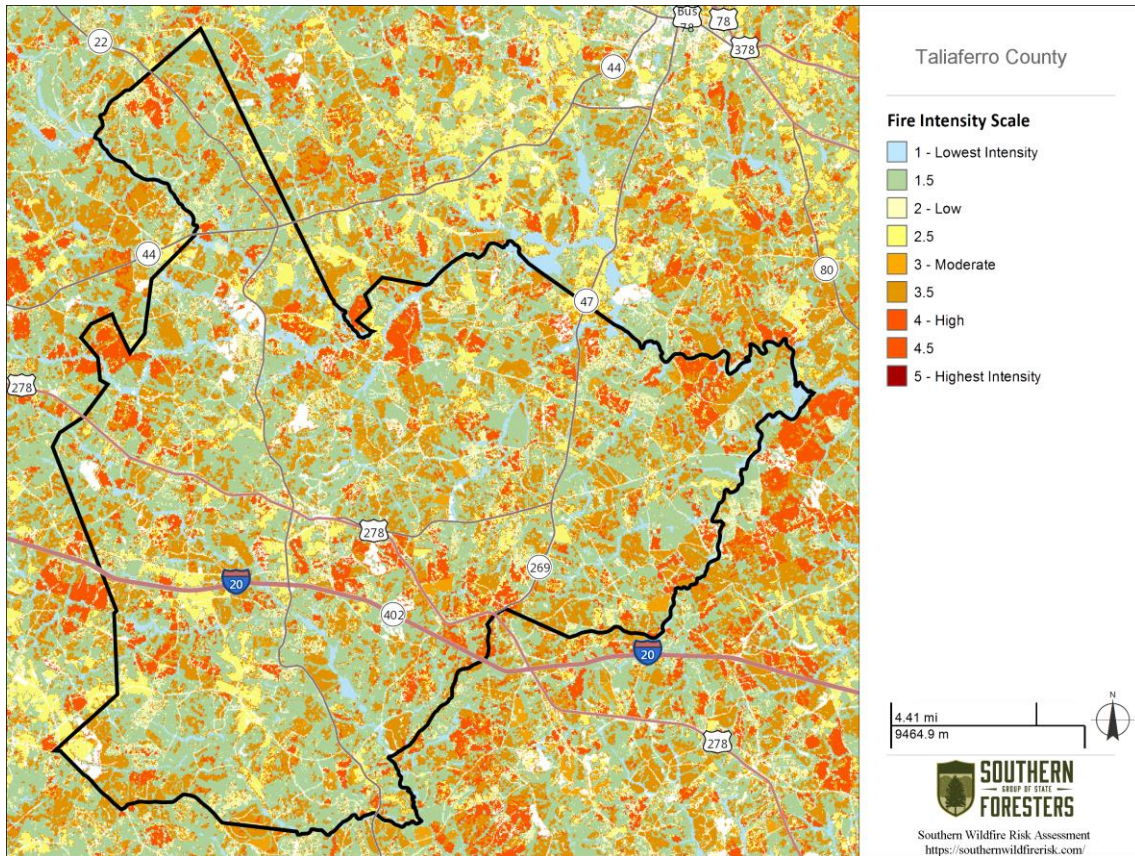 Bus
78
78
378
22
44
44
80
47
278
278
269
20
402
20
278
Taliaferro County
Fire Intensity Scale
1 - Lowest Intensity
1.5
2 - Low
2.5
3 - Moderate
3.5
4 - High
4.5
5 - Highest Intensity
4.41 mi
9464.9 m
N
SOUTHERN
GROUP OF STATE
FORESTERS
Southern Wildfire Risk Assessment
https://southernwildfirerisk.com/